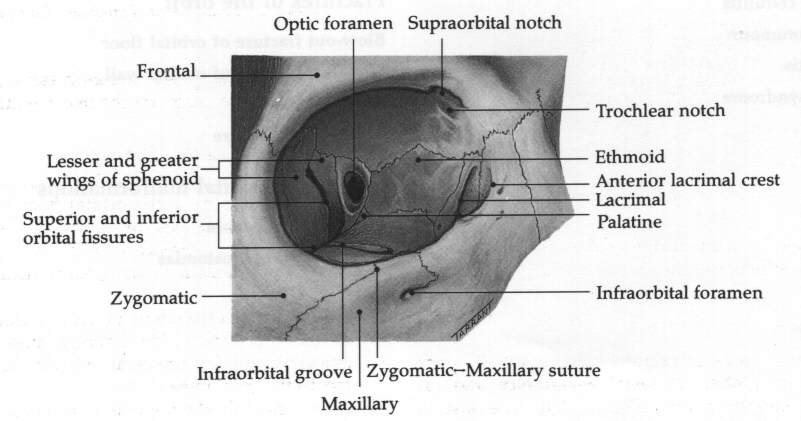 Optic foramen
Supraorbital notch
Frontal
Trochlear notch
Lesser and greater
wings of sphenoid
Ethmoid
Anterior lacrimal crest
Lacrimal
Palatine
Superior and inferior
orbital fissures
Zygomatic
Infraorbital foramen
TARRANT
Infraorbital groove
Zygomatic–Maxillary suture
Maxillary